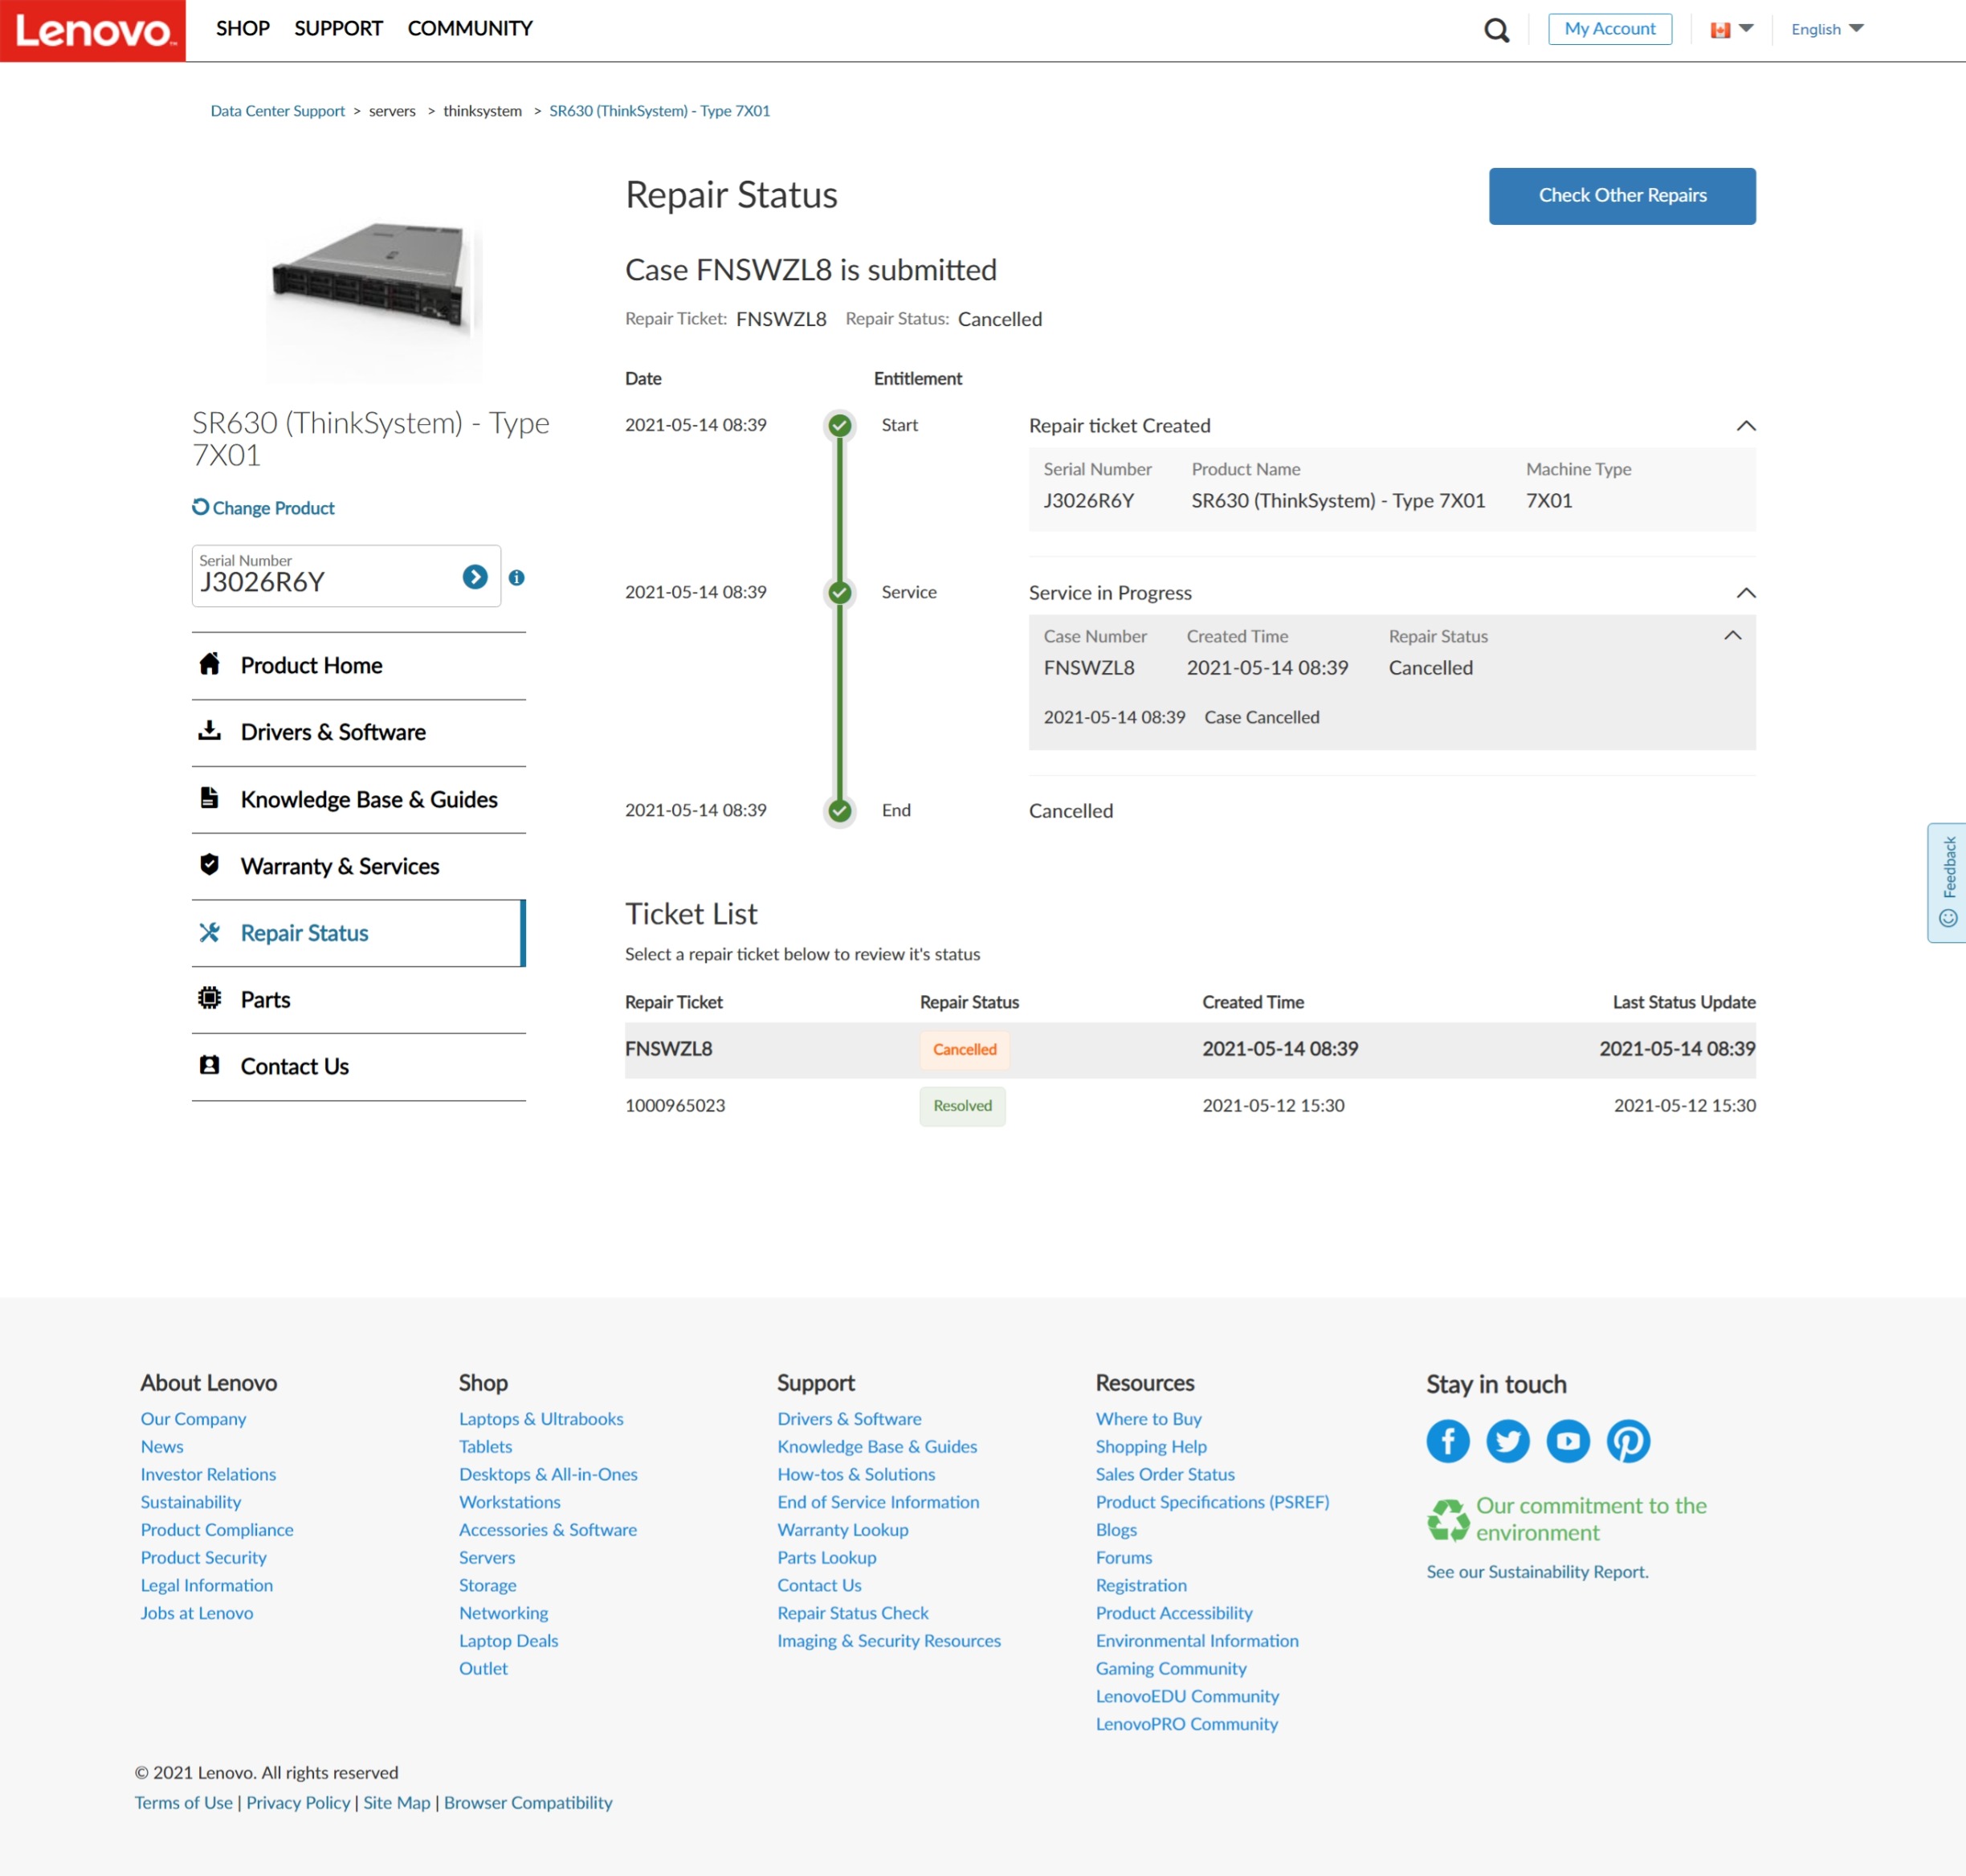 Lenovo
SHOP SUPPORT COMMUNITY
My Account
English
Data Center Support > servers > thinksystem > SR630 (ThinkSystem) - Type 7X01
Repair Status
Check Other Repairs
Case FNSWZL8 is submitted
Repair Ticket: FNSWZL8 Repair Status: Cancelled
SR630 (ThinkSystem) - Type
7X01
Change Product
Serial Number
J3026R6Y
Product Home
Drivers & Software
Knowledge Base & Guides
Warranty & Services
Repair Status
Parts
Contact Us
Date Entitlement
2021-05-14 08:39 Start Repair ticket Created
Serial Number Product Name Machine Type
J3026R6Y SR630 (ThinkSystem) - Type 7X01 7X01
2021-05-14 08:39 Service Service in Progress
Case Number Created Time Repair Status
FNSWZL8 2021-05-14 08:39 Cancelled
2021-05-14 08:39 Case Cancelled
2021-05-14 08:39 End Cancelled
Feedback
Ticket List
Select a repair ticket below to review it's status
Repair Ticket Repair Status Created Time Last Status Update
FNSWZL8 Cancelled 2021-05-14 08:39 2021-05-14 08:39
1000965023 Resolved 2021-05-12 15:30 2021-05-12 15:30
About Lenovo
Our Company
News
Investor Relations
Sustainability
Product Compliance
Product Security
Legal Information
Jobs at Lenovo
Shop
Laptops & Ultrabooks
Tablets
Desktops & All-in-Ones
Workstations
Accessories & Software
Servers
Storage
Networking
Laptop Deals
Outlet
Support
Drivers & Software
Knowledge Base & Guides
How-tos & Solutions
End of Service Information
Warranty Lookup
Parts Lookup
Contact Us
Repair Status Check
Imaging & Security Resources
Resources
Where to Buy
Shopping Help
Sales Order Status
Product Specifications (PSREF)
Blogs
Forums
Registration
Product Accessibility
Environmental Information
Gaming Community
LenovoEDU Community
LenovoPRO Community
Stay in touch
Our commitment to the
environment
See our Sustainability Report.
© 2021 Lenovo. All rights reserved
Terms of Use | Privacy Policy | Site Map | Browser Compatibility